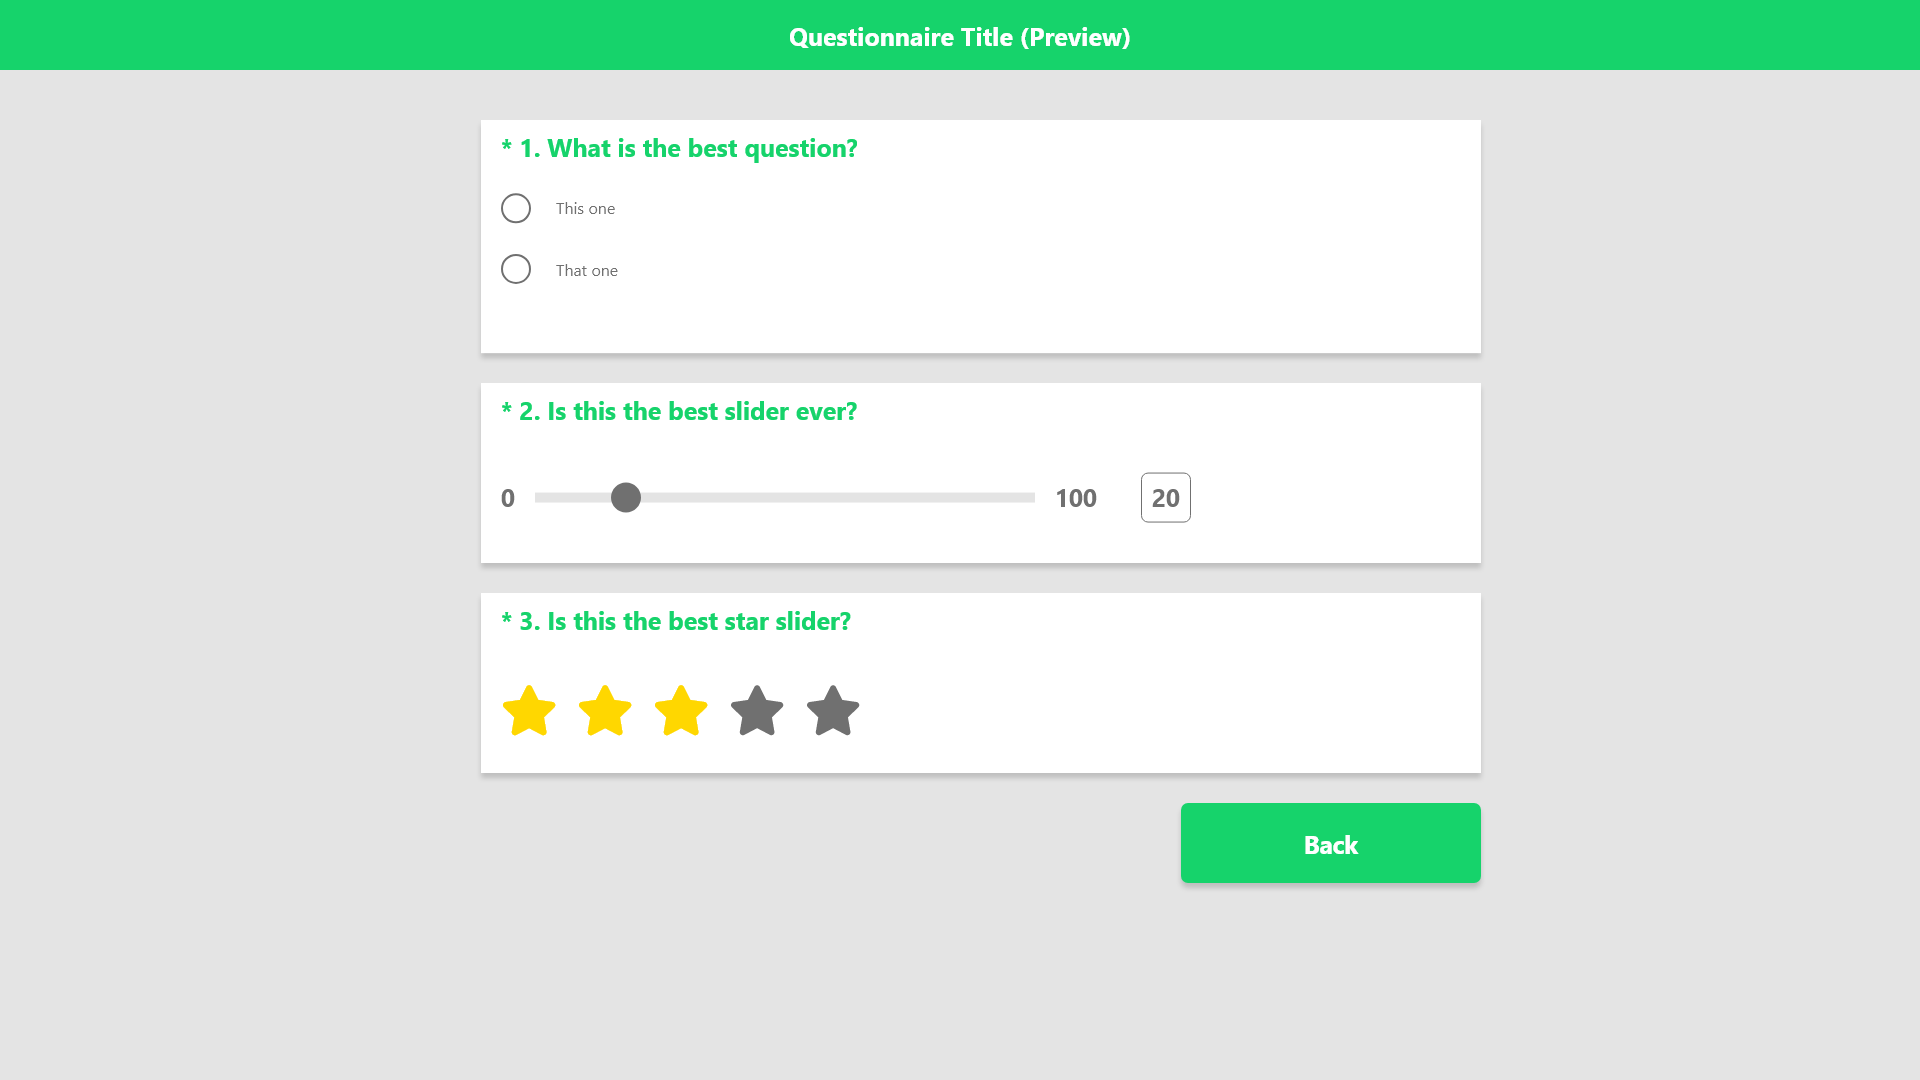 Questionnaire Title (Preview)
* 1. What is the best question?
This one
That one
* 2. Is this the best slider ever?
0 100 20
* 3. Is this the best star slider?
Back